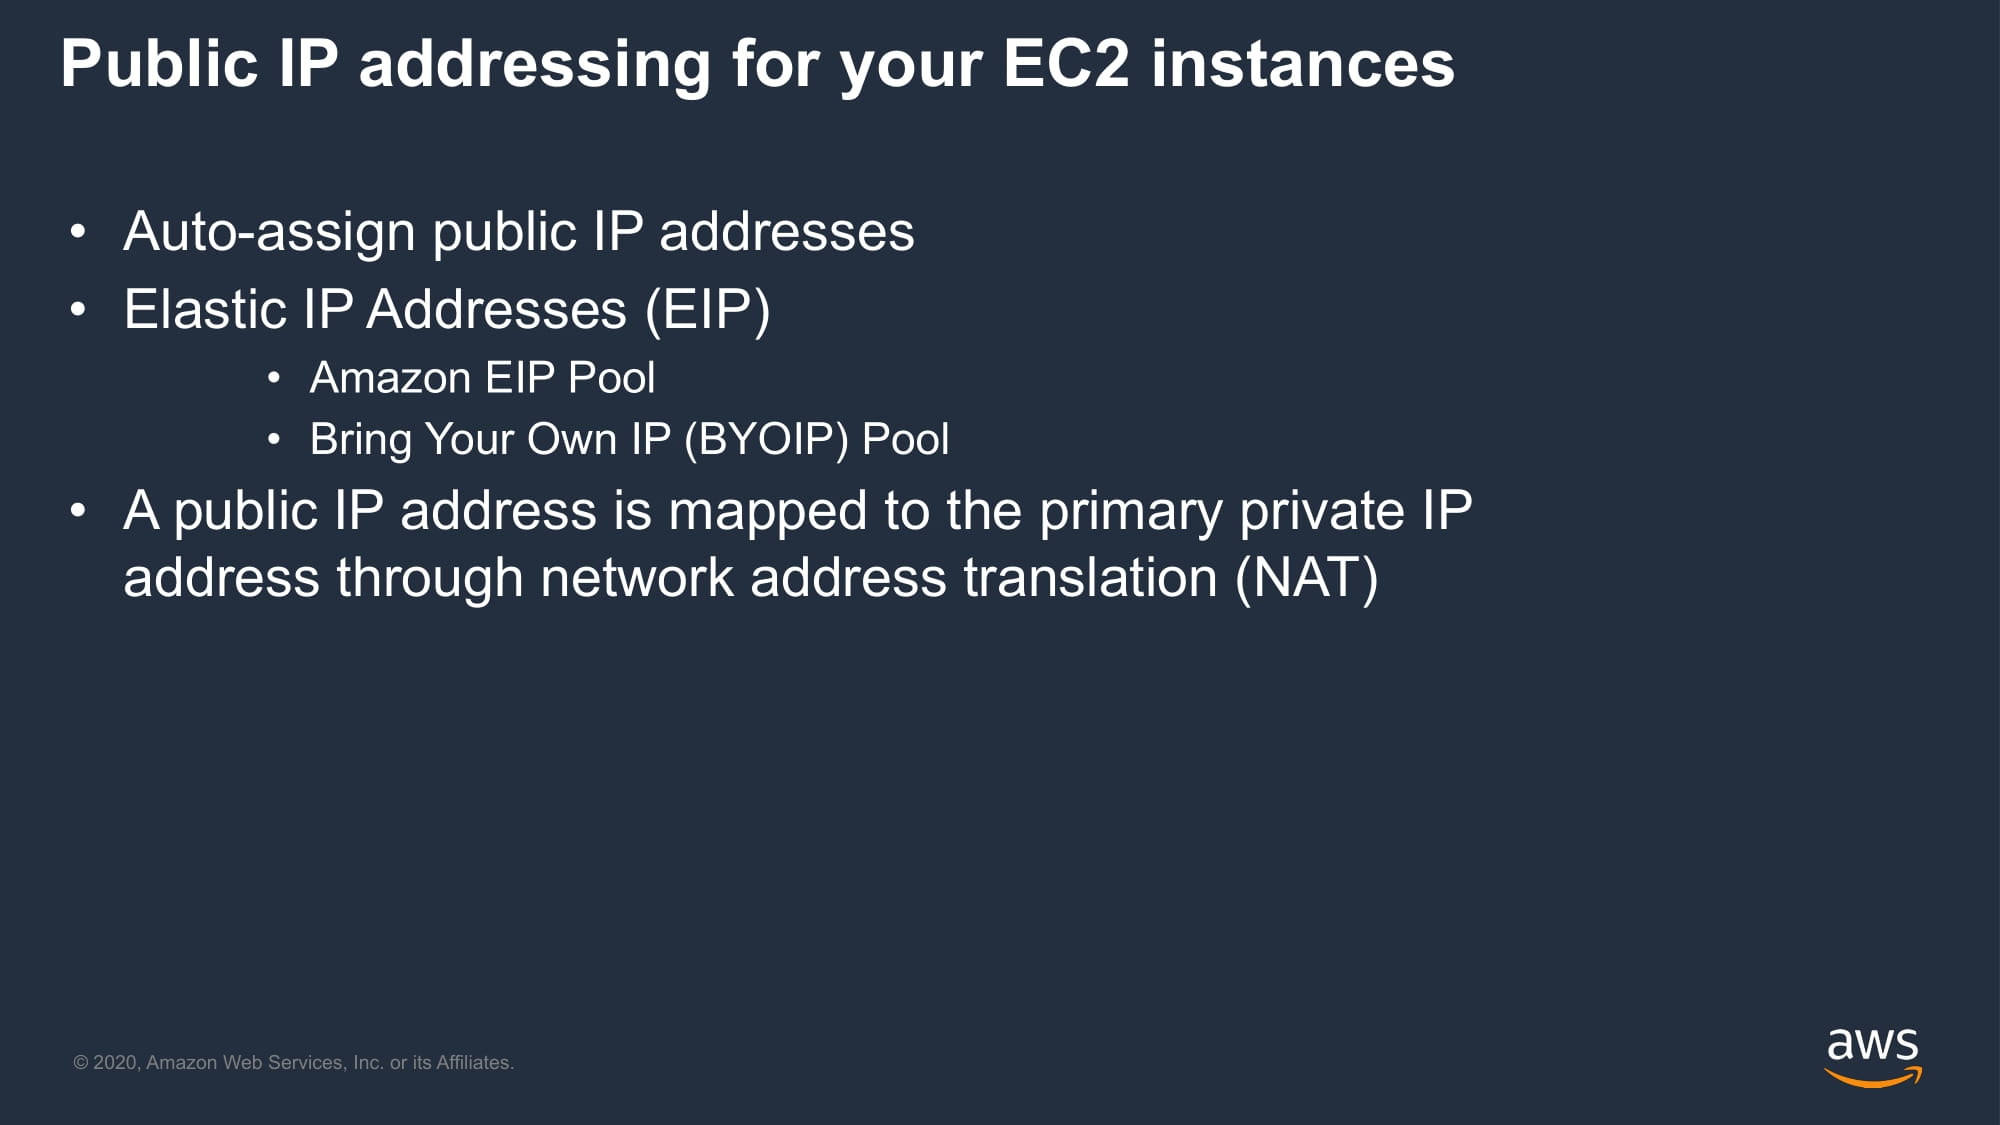 Public IP addressing for your EC2 instances
• Auto-assign public IP addresses
• Elastic IP Addresses (EIP)
• Amazon EIP Pool
• Bring Your Own IP (BYOIP) Pool
• A public IP address is mapped to the primary private IP
address through network address translation (NAT)
© 2020, Amazon Web Services, Inc. or its Affiliates.
aws